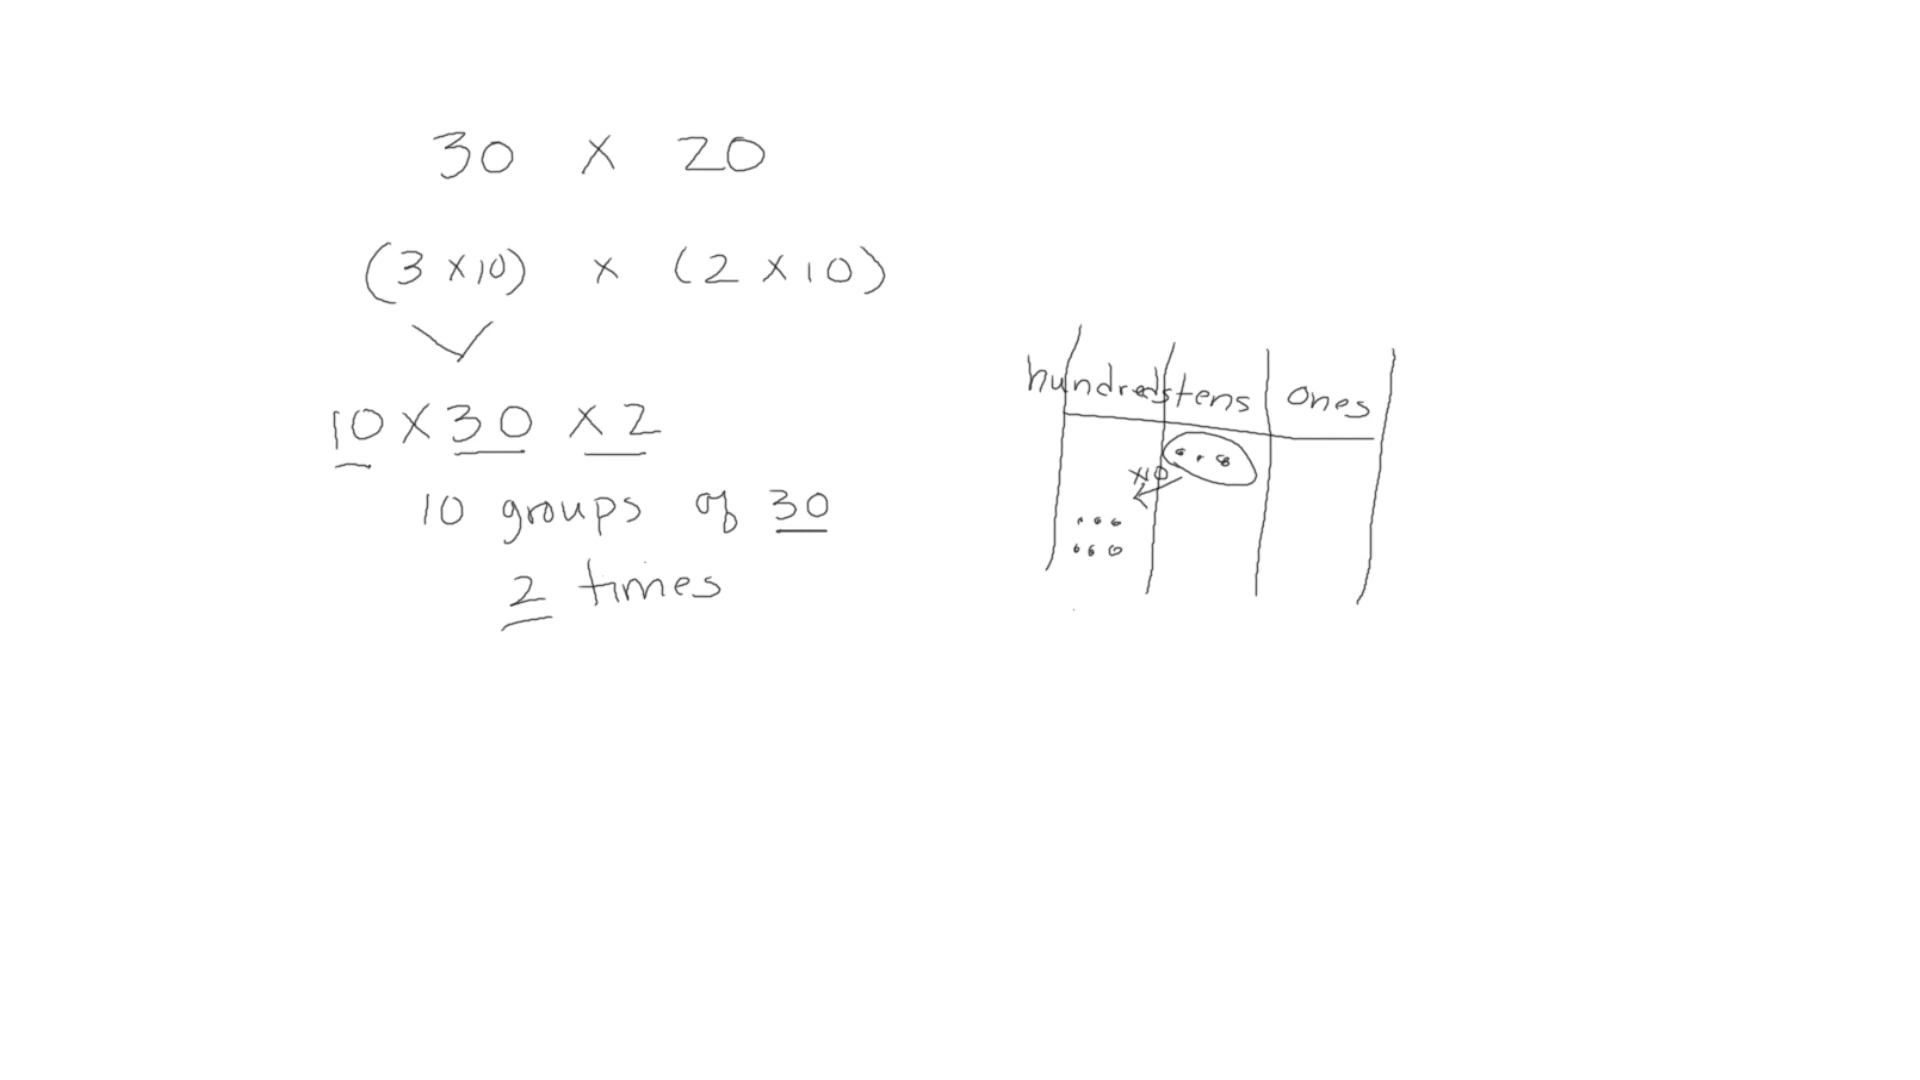 30 x 20
(3 x 10) x (2 x 10)
10 x 30 x 2
10 groups of 30
2 times
hundreds tens ones
x10